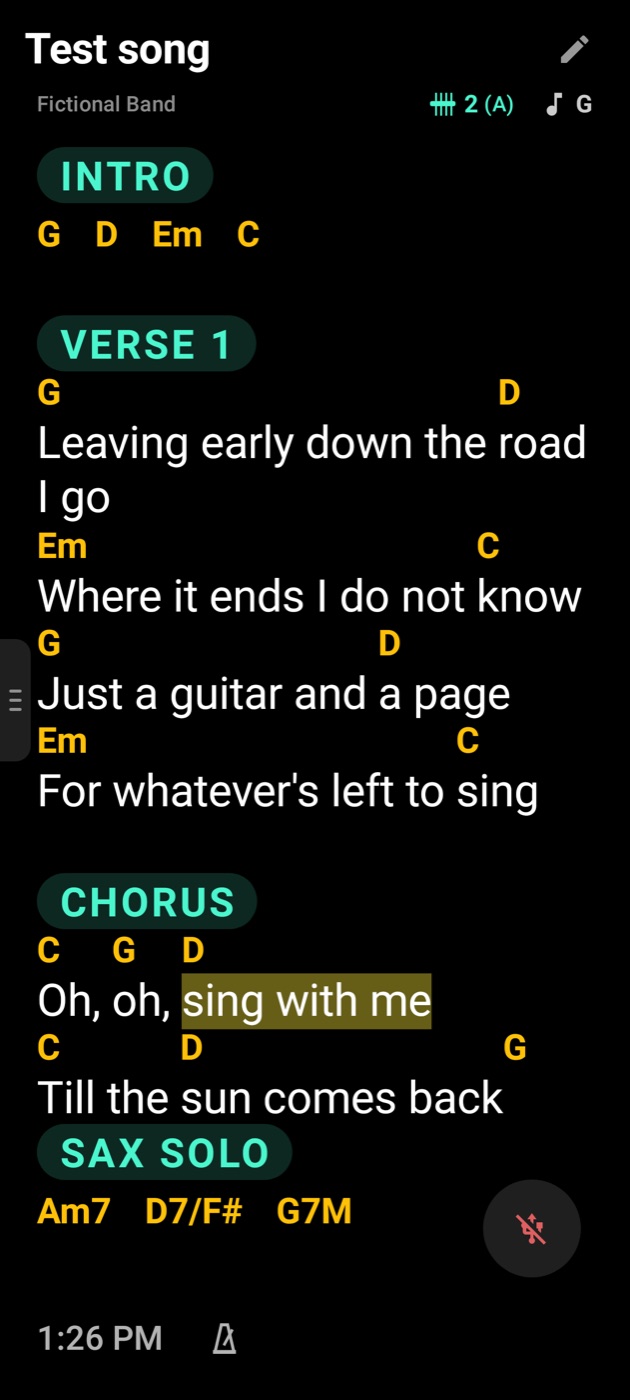 Test song
Fictional Band 2 (A) G
INTRO
G D Em C
VERSE 1
G D
Leaving early down the road
I go
Em C
Where it ends I do not know
G D
Just a guitar and a page
Em C
For whatever's left to sing
CHORUS
C G D
Oh, oh, sing with me
C D G
Till the sun comes back
SAX SOLO
Am7 D7/F# G7M
1:26 PM